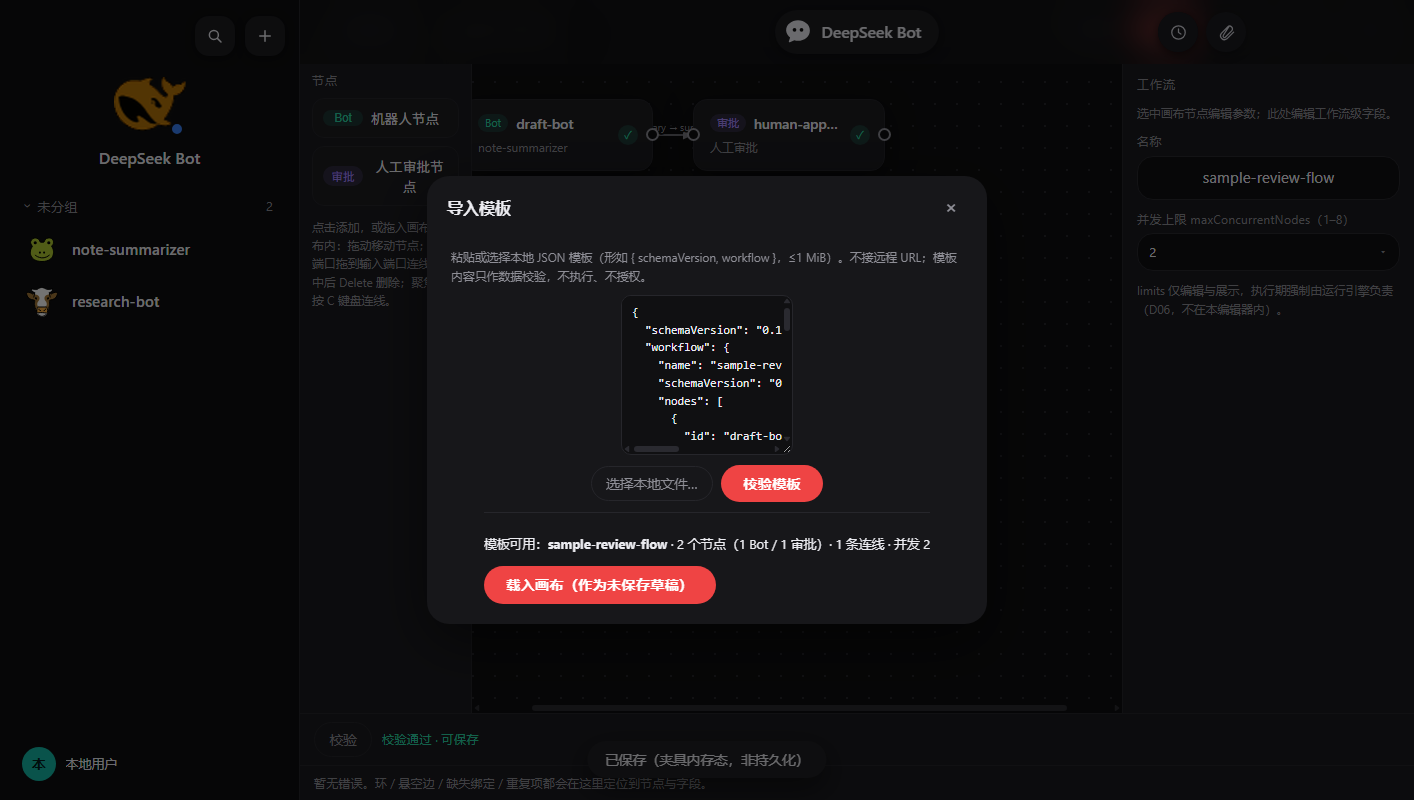 DeepSeek Bot
DeepSeek Bot
未分组
2
note-summarizer
research-bot
本
本地用户
节点
Bot
机器人节点
审批
人工审批节
点
点击添加，或拖入画布
布内：拖动移动节点；
端口拖到输入端口连线
中后 Delete 删除；聚焦
按 C 键盘连线。
Bot
draft-bot
✓
note-summarizer
审批
human-app...
✓
人工审批
导入模板
×
粘贴或选择本地 JSON 模板（形如 { schemaVersion, workflow }，≤1 MiB）。不接远程 URL；模板
内容只作数据校验，不执行、不授权。
{
"schemaVersion": "0.1
"workflow": {
"name": "sample-rev
"schemaVersion": "0
"nodes": [
{
"id": "draft-bo
选择本地文件...
校验模板
模板可用：sample-review-flow · 2 个节点（1 Bot / 1 审批）· 1 条连线 · 并发 2
载入画布（作为未保存草稿）
工作流
选中画布节点编辑参数；此处编辑工作流级字段。
名称
sample-review-flow
并发上限 maxConcurrentNodes（1–8）
2
limits 仅编辑与展示，执行期强制由运行引擎负责
（D06，不在本编辑器内）。
校验
校验通过 · 可保存
已保存（夹具内存态，非持久化）
暂无错误。环 / 悬空边 / 缺失绑定 / 重复项都会在这里定位到节点与字段。